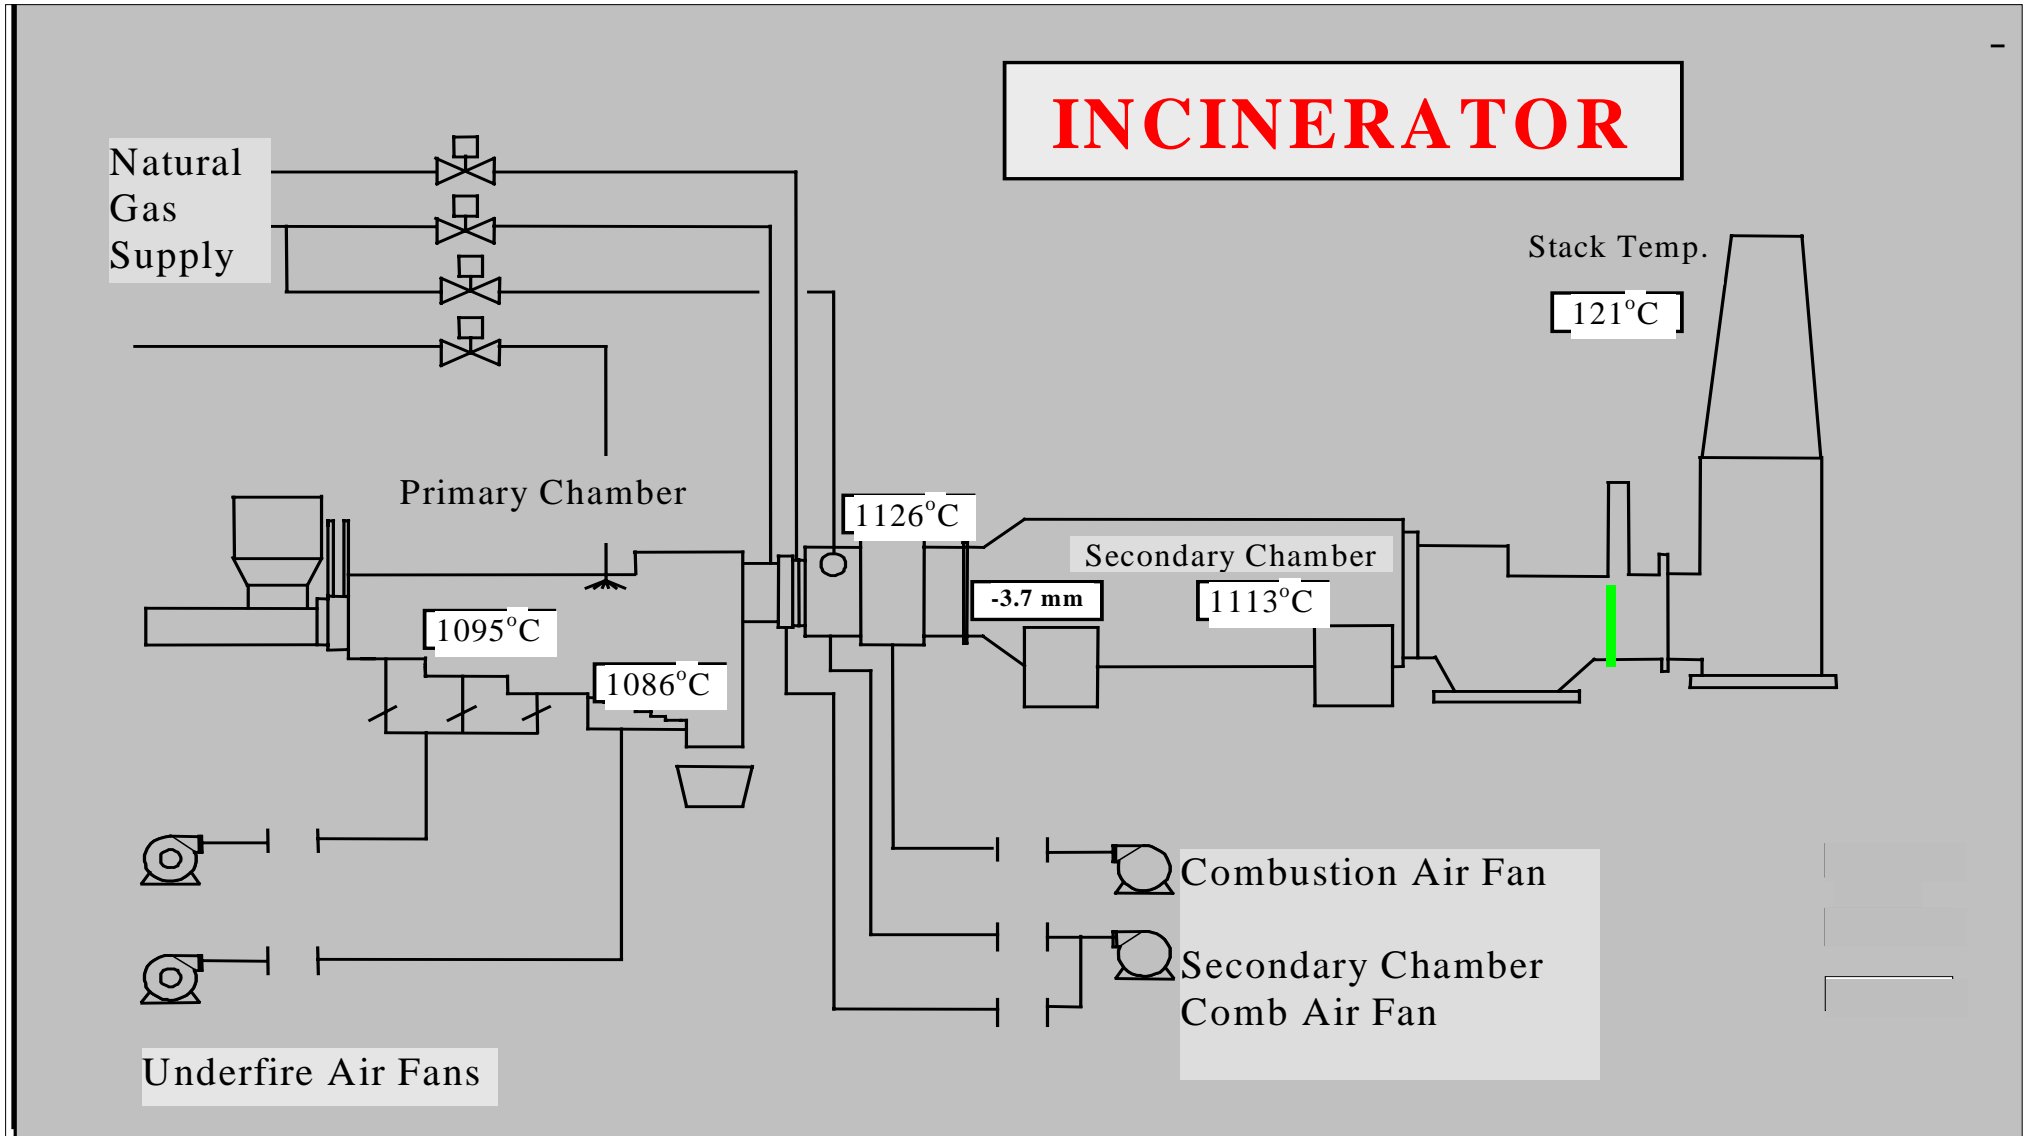 INCINERATOR
Natural
Gas
Supply
Stack Temp.
121°C
Primary Chamber
1126°C
Secondary Chamber
-3.7 mm
1113°C
1095°C
1086°C
Combustion Air Fan
Secondary Chamber
Comb Air Fan
Underfire Air Fans